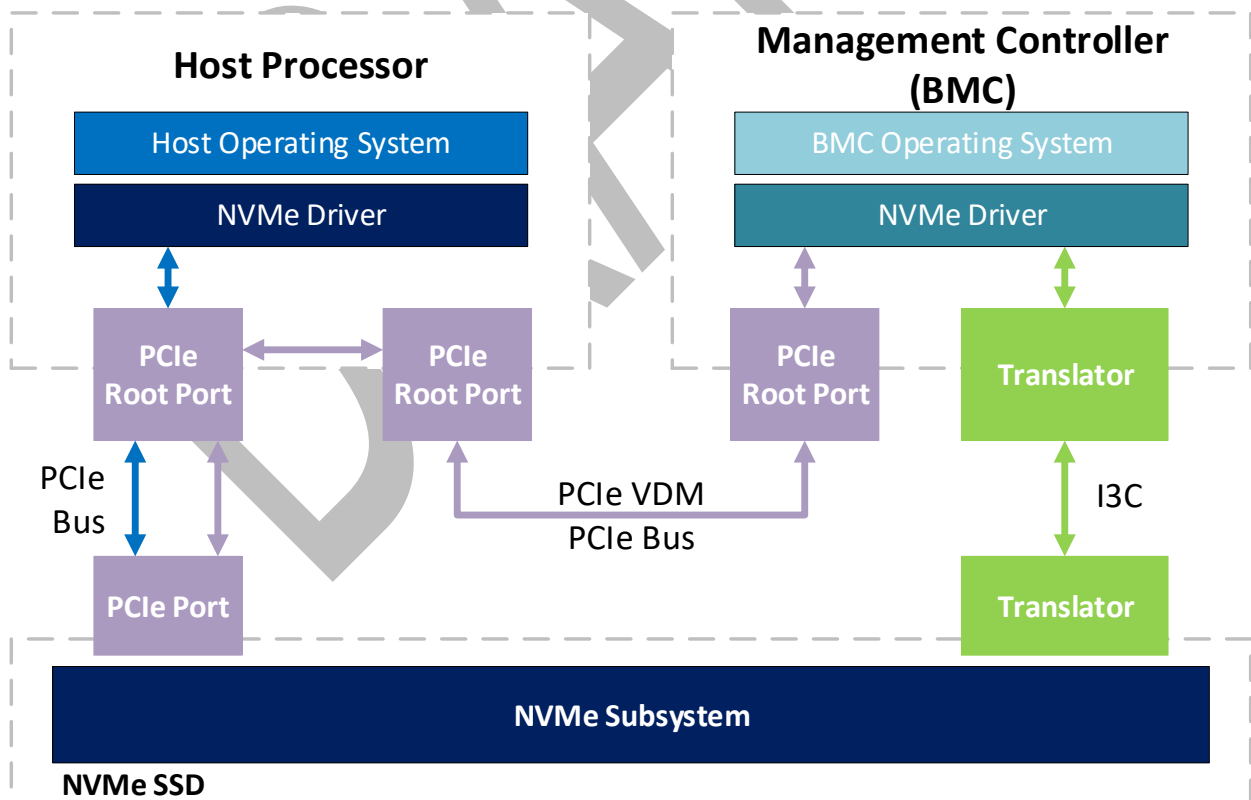 Host Processor
Host Operating System
NVMe Driver
PCIe
Root Port
PCIe
Root Port
PCIe
Bus
PCIe Port
Management Controller
(BMC)
BMC Operating System
NVMe Driver
PCIe
Root Port
Translator
PCIe VDM
PCIe Bus
I3C
Translator
NVMe Subsystem
NVMe SSD